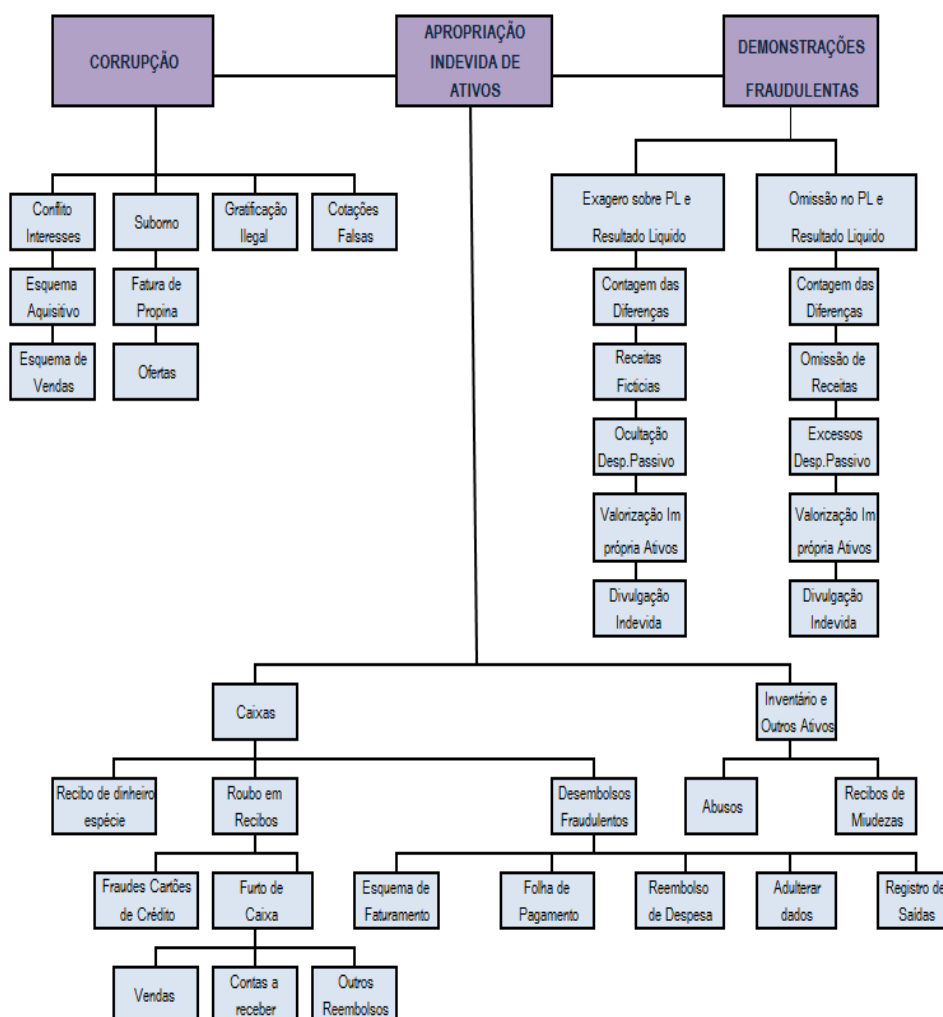 CORRUPÇÃO
APROPRIAÇÃO
INDEVIDA DE
ATIVOS
DEMONSTRAÇÕES
FRAUDULENTAS
Conflito
Interesses
Suborno
Gratificação
Ilegal
Cotações
Falsas
Esquema
Aquisitivo
Fatura de
Propina
Esquema de
Vendas
Ofertas
Exagero sobre PL e
Resultado Liquido
Omissão no PL e
Resultado Liquido
Contagem das
Diferenças
Contagem das
Diferenças
Receitas
Ficticias
Omissão de
Receitas
Ocultação
Desp.Passivo
Excessos
Desp.Passivo
Valorização Im
própria Ativos
Valorização Im
própria Ativos
Divulgação
Indevida
Divulgação
Indevida
Caixas
Inventário e
Outros Ativos
Recibo de dinheiro
espécie
Roubo em
Recibos
Desembolsos
Fraudulentos
Abusos
Recibos de
Miudezas
Fraudes Cartões
de Crédito
Furto de
Caixa
Esquema de
Faturamento
Folha de
Pagamento
Reembolso
de Despesa
Adulterar
dados
Registro de
Saídas
Vendas
Contas a
receber
Outros
Reembolsos